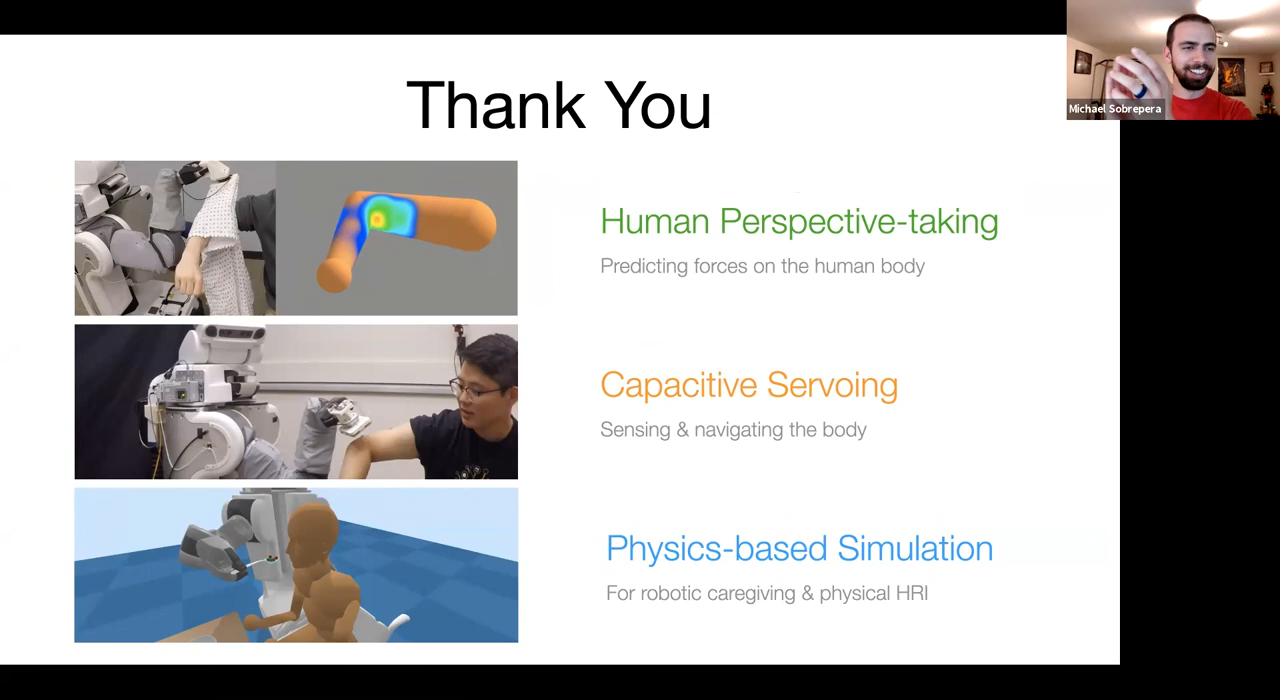 Thank You
Michael Sobrepera
Human Perspective-taking
Predicting forces on the human body
Capacitive Servoing
Sensing & navigating the body
Physics-based Simulation
For robotic caregiving & physical HRI